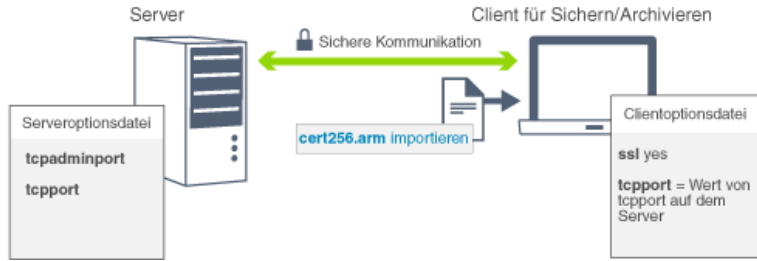 Server
Client für Sichern/Archivieren
Sichere Kommunikation
Serveroptionsdatei
tcpadminport
tcpport
cert256.arm importieren
Clientoptionsdatei
ssl yes
tcpport = Wert von
tcpport auf dem
Server